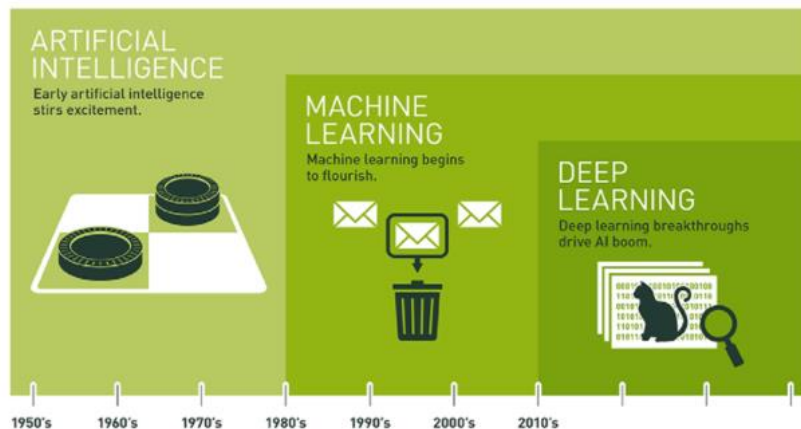 ARTIFICIAL
INTELLIGENCE
Early artificial intelligence
stirs excitement.
MACHINE
LEARNING
Machine learning begins
to flourish.
DEEP
LEARNING
Deep learning breakthroughs
drive AI boom.
1950's 1960's 1970's 1980's 1990's 2000's 2010's